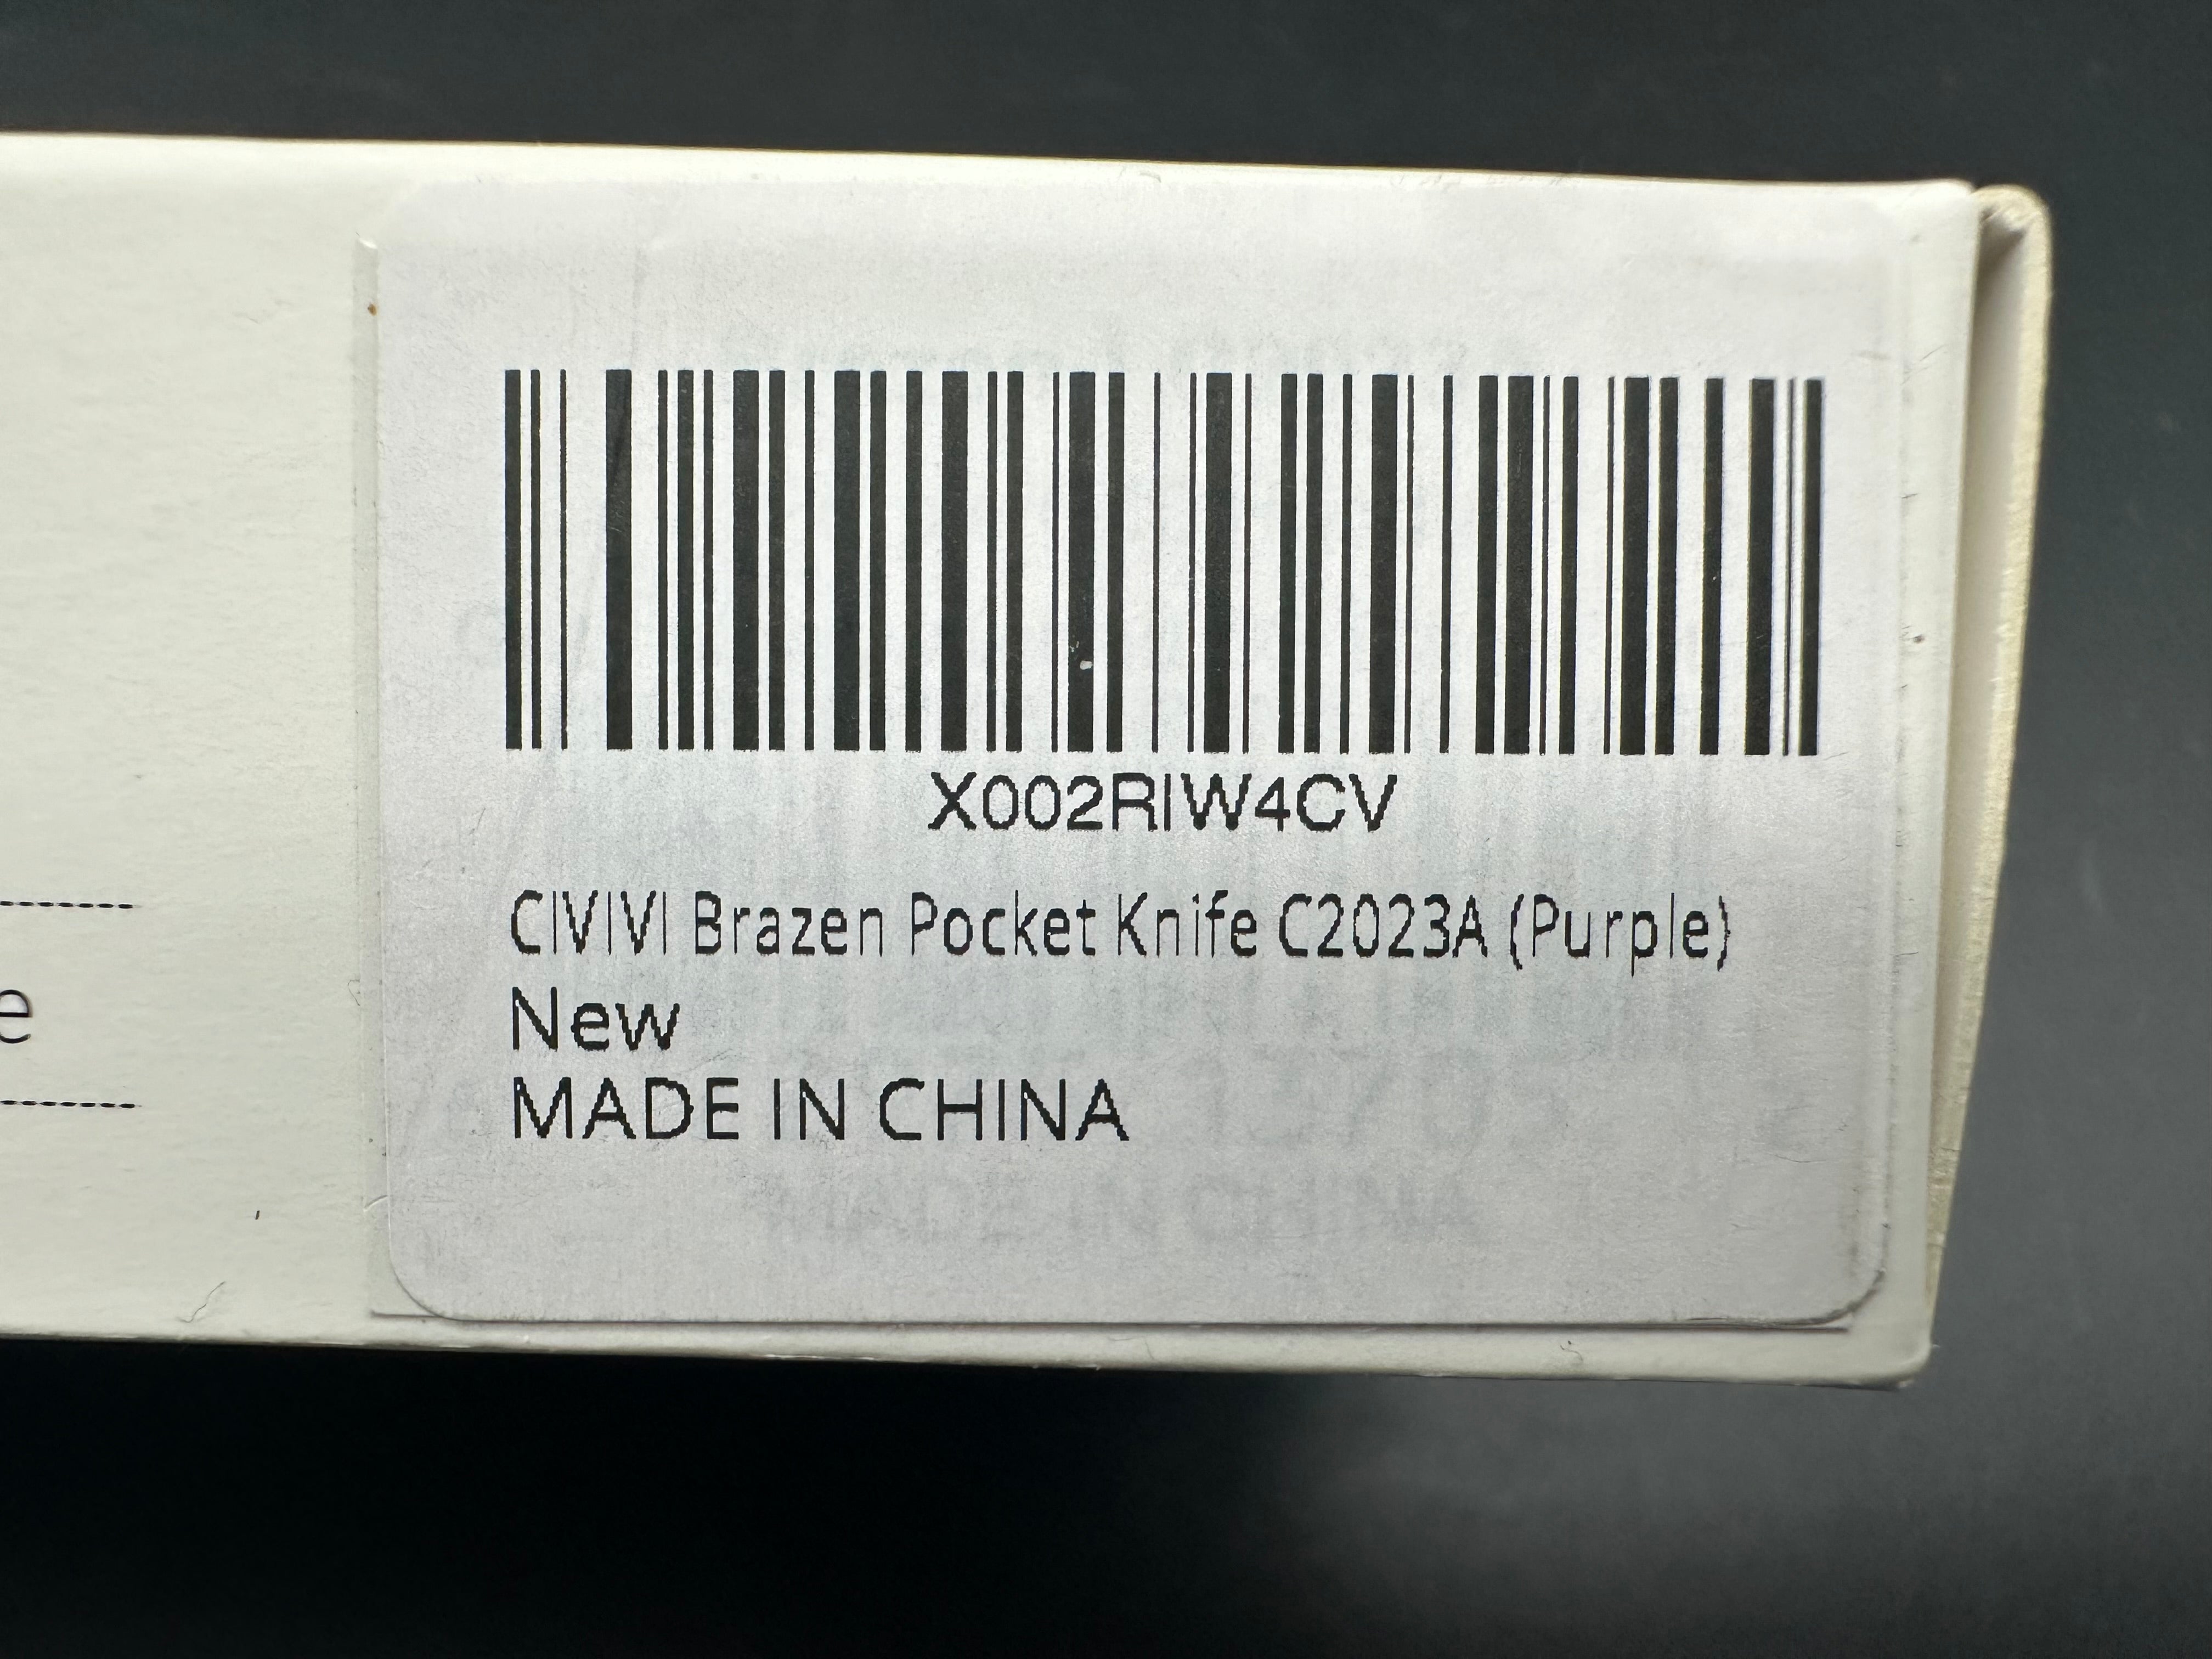 X002RIW4CV
CIVIVI Brazen Pocket Knife C2023A (Purple)
New
MADE IN CHINA
e